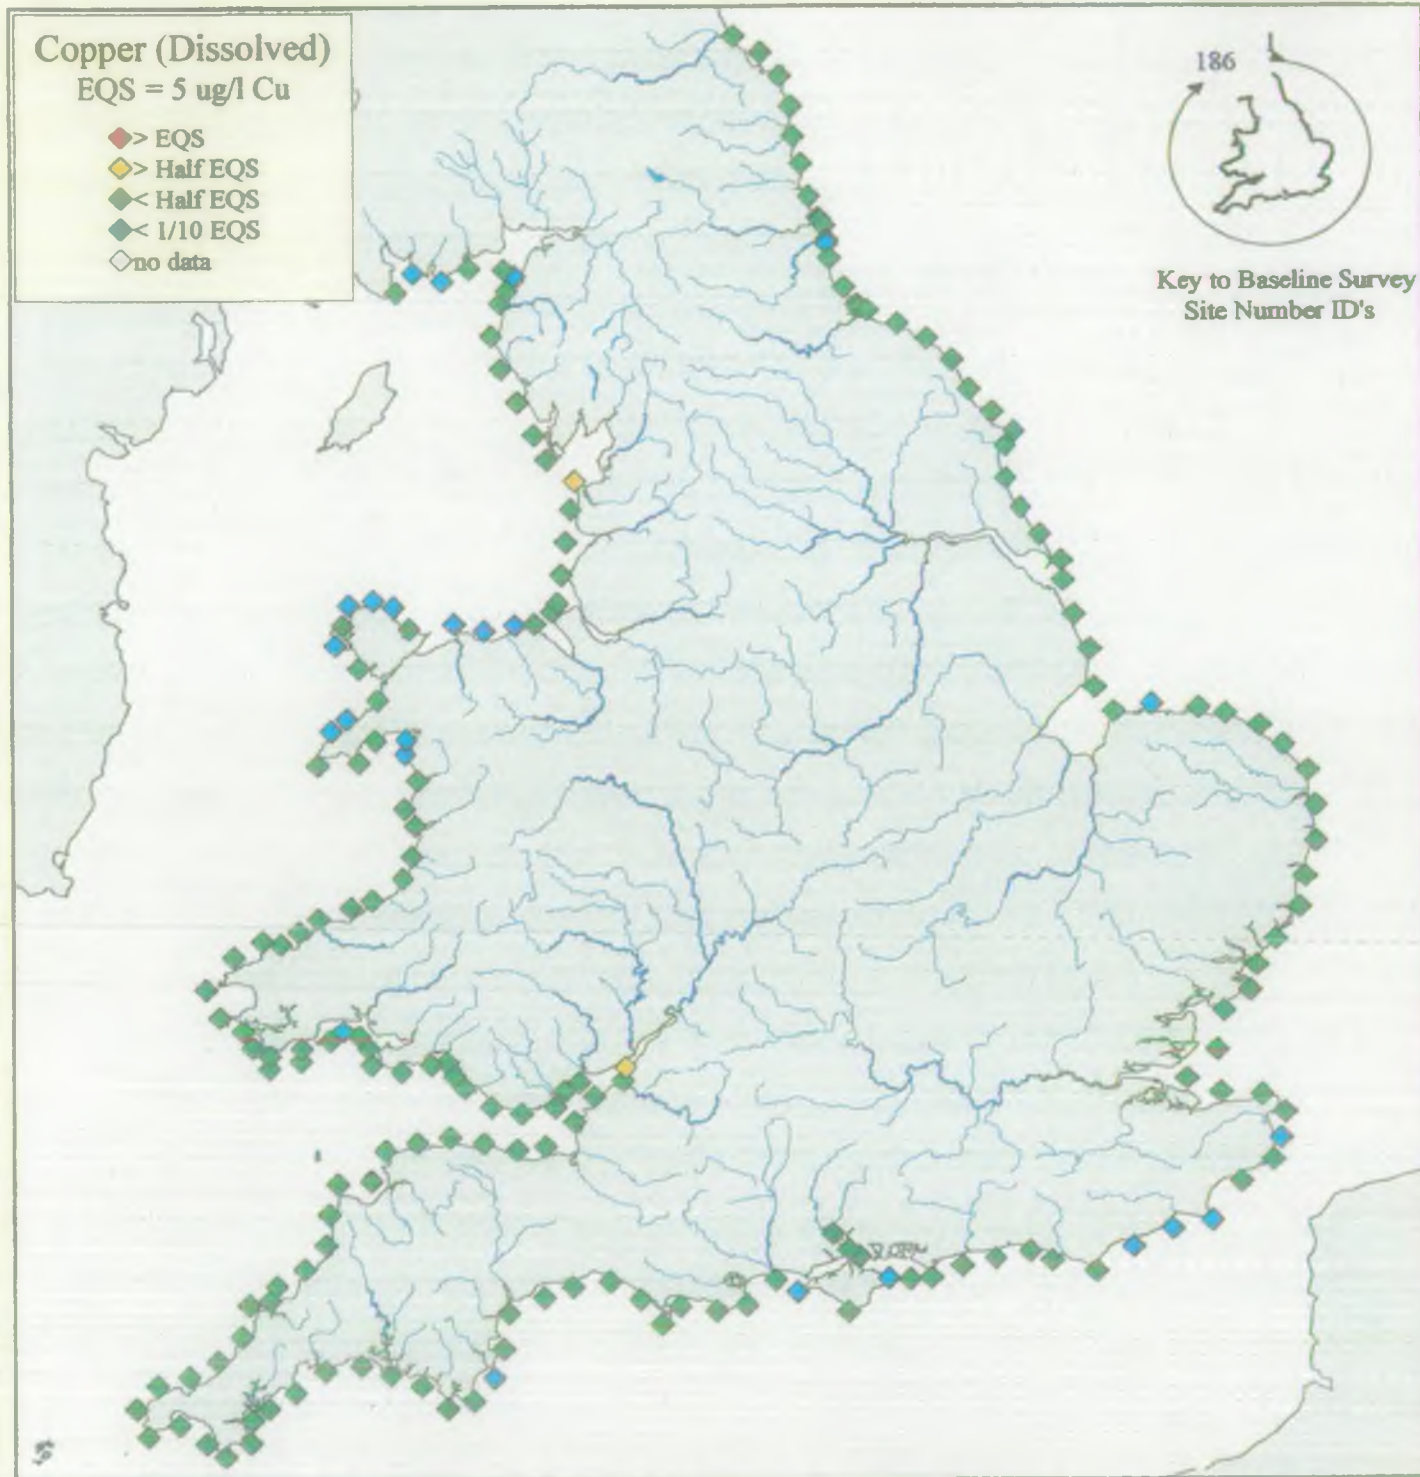 Copper (Dissolved)
EQS = 5 ug/l Cu
> EQS
> Half EQS
< Half EQS
< 1/10 EQS
no data
186
Key to Baseline Survey
Site Number ID's